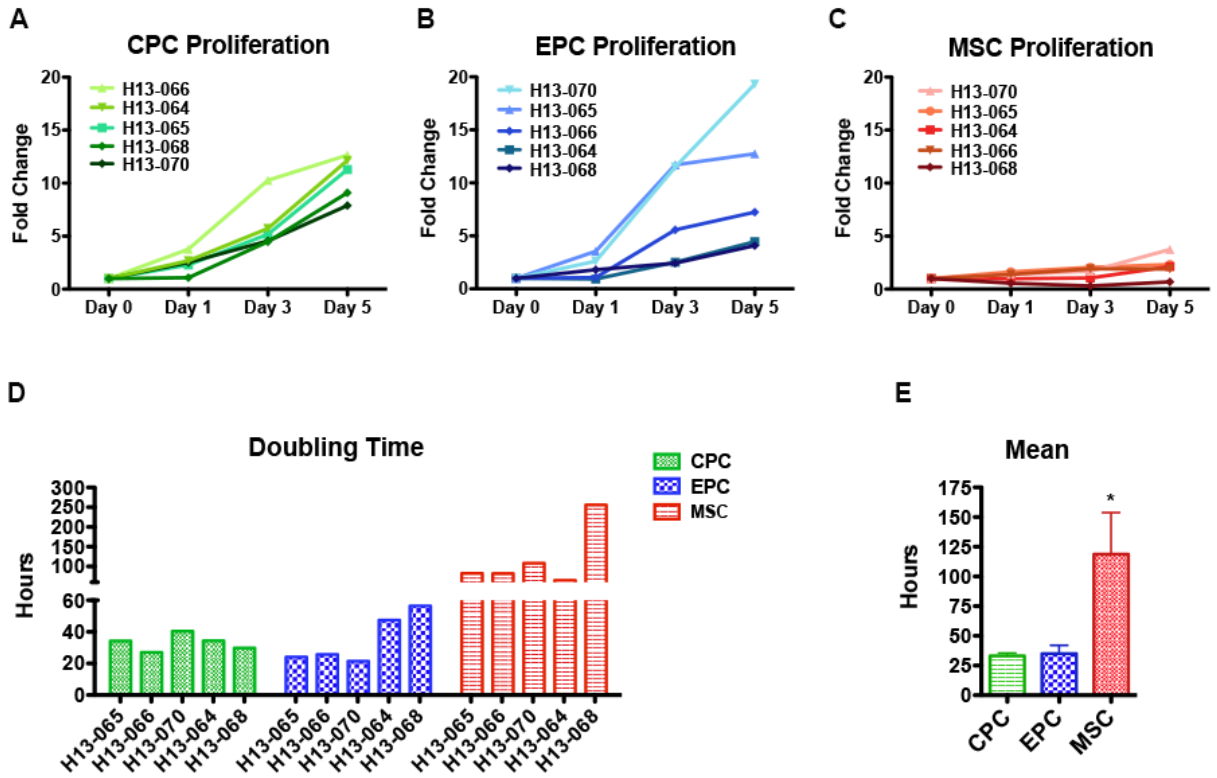 A
CPC Proliferation
Fold Change
20
15
10
5
0
H13-066
H13-064
H13-065
H13-068
H13-070
Day 0 Day 1 Day 3 Day 5
B
EPC Proliferation
Fold Change
20
15
10
5
0
H13-070
H13-065
H13-066
H13-064
H13-068
Day 0 Day 1 Day 3 Day 5
C
MSC Proliferation
Fold Change
20
15
10
5
0
H13-070
H13-065
H13-064
H13-066
H13-068
Day 0 Day 1 Day 3 Day 5
D
Doubling Time
Hours
300
250
200
150
100
60
40
20
0
H13-065
H13-066
H13-070
H13-064
H13-068
H13-065
H13-066
H13-070
H13-064
H13-068
H13-065
H13-066
H13-070
H13-064
H13-068
CPC
EPC
MSC
E
Mean
Hours
175
150
125
100
75
50
25
0
*
CPC
EPC
MSC